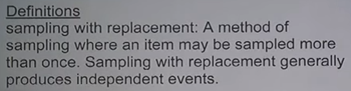 Definitions
sampling with replacement: A method of
sampling where an item may be sampled more
than once. Sampling with replacement generally
produces independent events.